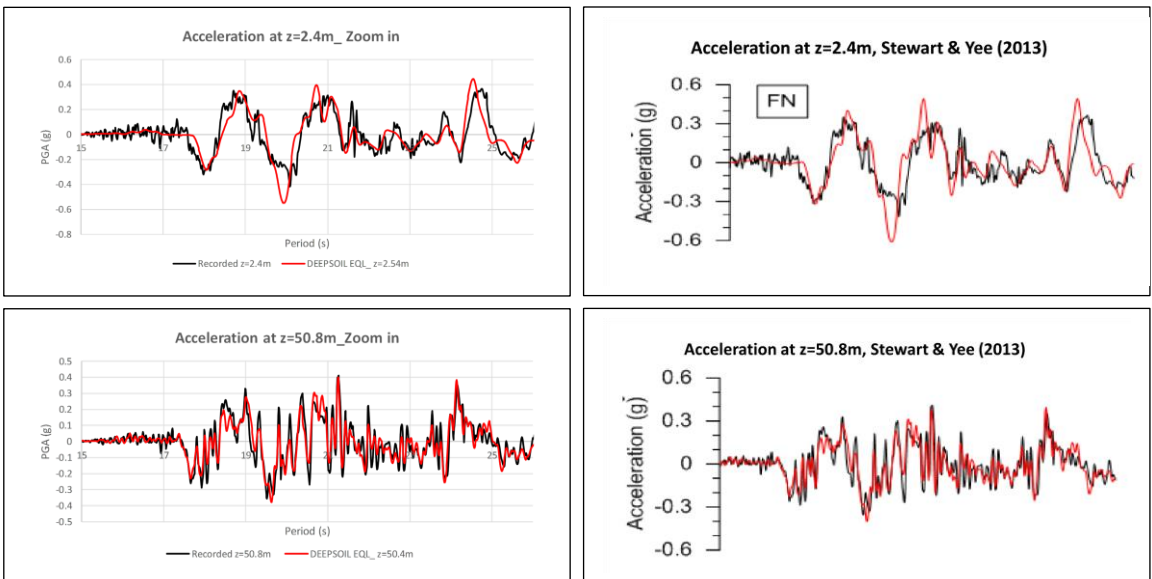 Acceleration at z=2.4m_ Zoom in
0.6
0.4
0.2
0
-0.2
-0.4
-0.6
-0.8
PGA (g)
15 17 19 21 23 25
Period (s)
Recorded z=2.4m DEEPSOIL EQL_ z=2.54m
Acceleration at z=2.4m, Stewart & Yee (2013)
FN
0.6
0.3
0
-0.3
-0.6
Acceleration (g)
Acceleration at z=50.8m_Zoom in
0.5
0.4
0.3
0.2
0.1
0
-0.1
-0.2
-0.3
-0.4
-0.5
PGA (g)
15 17 19 21 23 25
Period (s)
Recorded z=50.8m DEEPSOIL EQL_ z=50.4m
Acceleration at z=50.8m, Stewart & Yee (2013)
0.6
0.3
0
-0.3
-0.6
Acceleration (g)